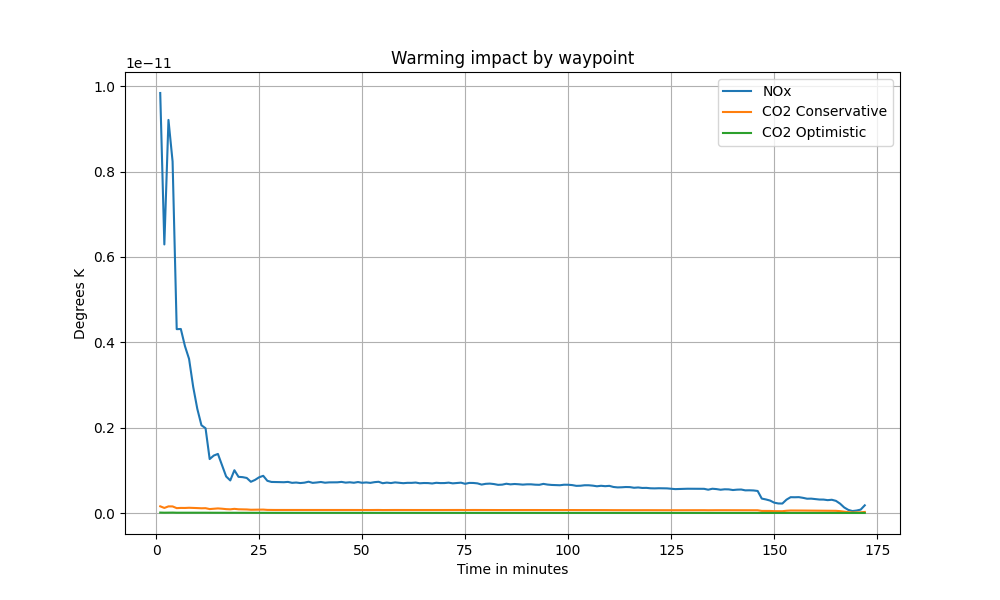 Warming impact by waypoint
1e−11
1.0
0.8
0.6
0.4
0.2
0.0
Degrees K
NOx
CO2 Conservative
CO2 Optimistic
0 25 50 75 100 125 150 175
Time in minutes